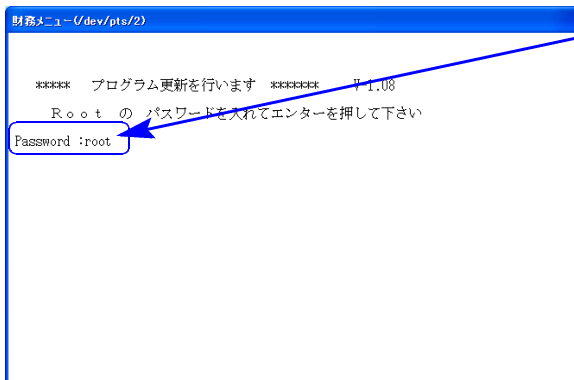 財務メニュー(/dev/pts/2)
***** プログラム更新を行います ******* V-1.08
Ｒｏｏｔ の パスワードを入れてエンターを押して下さい
Password :root